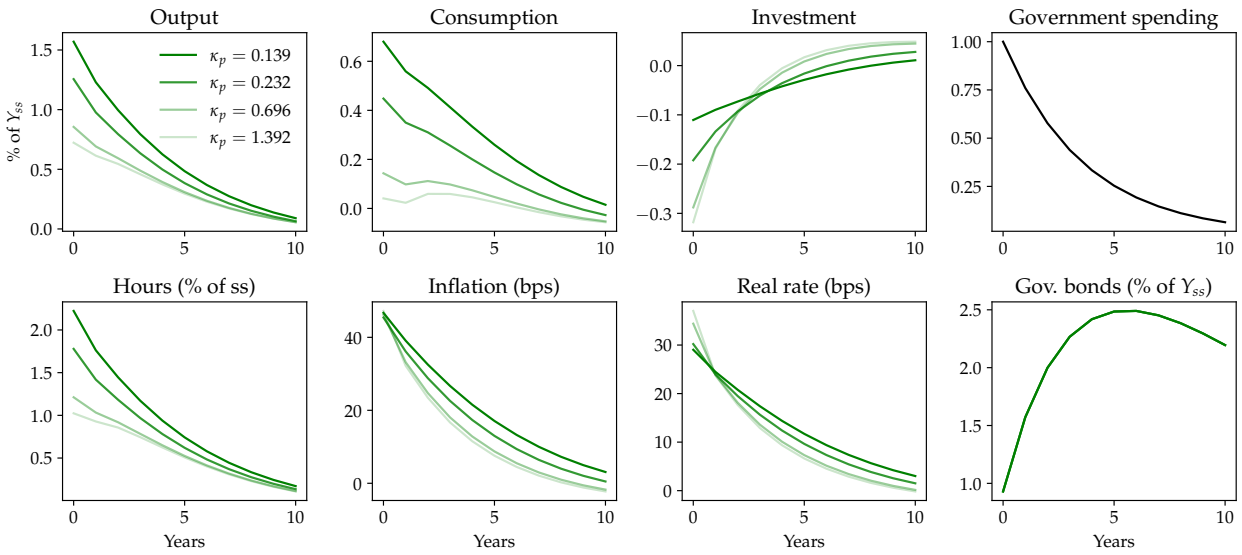 Output
Consumption
Investment
Government spending
% of Y_ss
1.5
1.0
0.5
0.0
κ_p = 0.139
κ_p = 0.232
κ_p = 0.696
κ_p = 1.392
0 5 10
0.6
0.4
0.2
0.0
0 5 10
0.0
−0.1
−0.2
−0.3
0 5 10
1.00
0.75
0.50
0.25
0 5 10
Hours (% of ss)
Inflation (bps)
Real rate (bps)
Gov. bonds (% of Y_ss)
2.0
1.5
1.0
0.5
0 5 10
Years
40
20
0
0 5 10
Years
30
20
10
0
0 5 10
Years
2.5
2.0
1.5
1.0
0 5 10
Years